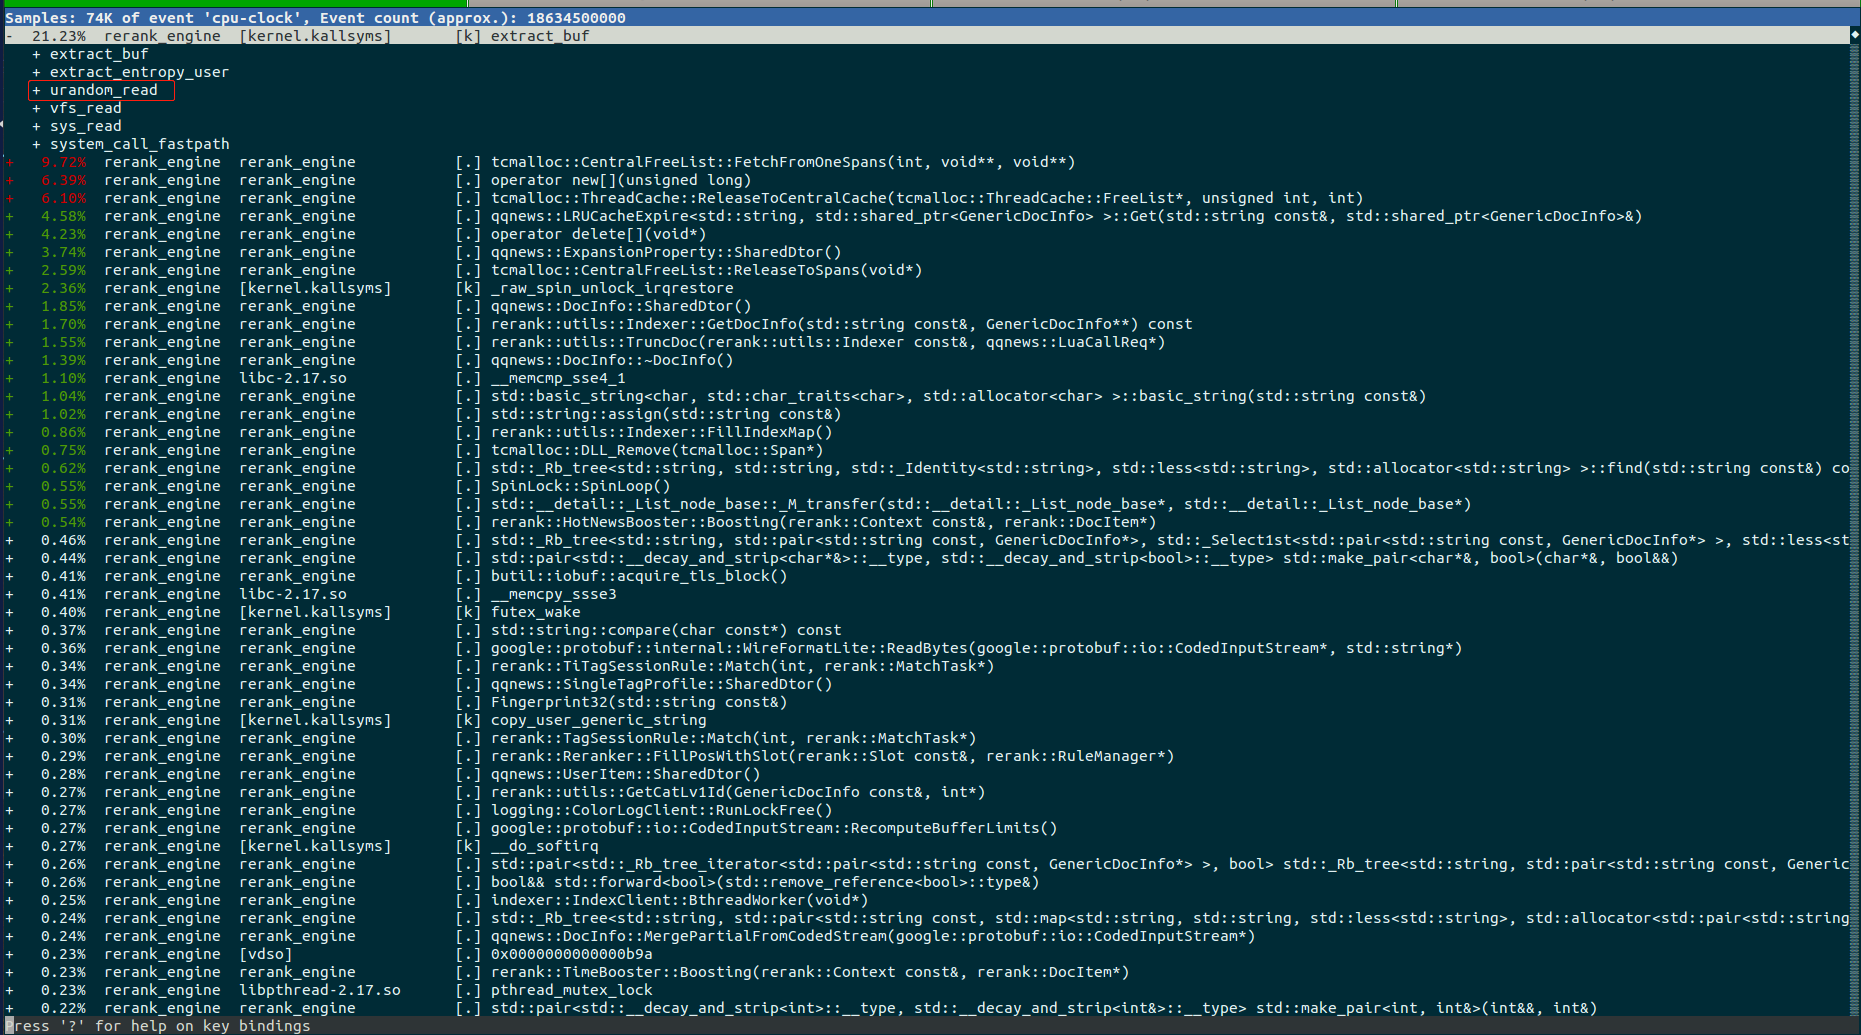 Samples: 74K of event 'cpu-clock', Event count (approx.): 18634500000
-  21.23%  rerank_engine  [kernel.kallsyms]       [k] extract_buf
   + extract_buf
   + extract_entropy_user
   + urandom_read
   + vfs_read
   + sys_read
   + system_call_fastpath
+   9.72%  rerank_engine  rerank_engine           [.] tcmalloc::CentralFreeList::FetchFromOneSpans(int, void**, void**)
+   6.39%  rerank_engine  rerank_engine           [.] operator new[](unsigned long)
+   6.10%  rerank_engine  rerank_engine           [.] tcmalloc::ThreadCache::ReleaseToCentralCache(tcmalloc::ThreadCache::FreeList*, unsigned int, int)
+   4.58%  rerank_engine  rerank_engine           [.] qqnews::LRUCacheExpire<std::string, std::shared_ptr<GenericDocInfo> >::Get(std::string const&, std::shared_ptr<GenericDocInfo>&)
+   4.23%  rerank_engine  rerank_engine           [.] operator delete[](void*)
+   3.74%  rerank_engine  rerank_engine           [.] qqnews::ExpansionProperty::SharedDtor()
+   2.59%  rerank_engine  rerank_engine           [.] tcmalloc::CentralFreeList::ReleaseToSpans(void*)
+   2.36%  rerank_engine  [kernel.kallsyms]       [k] _raw_spin_unlock_irqrestore
+   1.85%  rerank_engine  rerank_engine           [.] qqnews::DocInfo::SharedDtor()
+   1.70%  rerank_engine  rerank_engine           [.] rerank::utils::Indexer::GetDocInfo(std::string const&, GenericDocInfo**) const
+   1.55%  rerank_engine  rerank_engine           [.] rerank::utils::TruncDoc(rerank::utils::Indexer const&, qqnews::LuaCallReq*)
+   1.39%  rerank_engine  rerank_engine           [.] qqnews::DocInfo::~DocInfo()
+   1.10%  rerank_engine  libc-2.17.so            [.] __memcmp_sse4_1
+   1.04%  rerank_engine  rerank_engine           [.] std::basic_string<char, std::char_traits<char>, std::allocator<char> >::basic_string(std::string const&)
+   1.02%  rerank_engine  rerank_engine           [.] std::string::assign(std::string const&)
+   0.86%  rerank_engine  rerank_engine           [.] rerank::utils::Indexer::FillIndexMap()
+   0.75%  rerank_engine  rerank_engine           [.] tcmalloc::DLL_Remove(tcmalloc::Span*)
+   0.62%  rerank_engine  rerank_engine           [.] std::_Rb_tree<std::string, std::string, std::_Identity<std::string>, std::less<std::string>, std::allocator<std::string> >::find(std::string const&) co
+   0.55%  rerank_engine  rerank_engine           [.] SpinLock::SpinLoop()
+   0.55%  rerank_engine  rerank_engine           [.] std::__detail::_List_node_base::_M_transfer(std::__detail::_List_node_base*, std::__detail::_List_node_base*)
+   0.54%  rerank_engine  rerank_engine           [.] rerank::HotNewsBooster::Boosting(rerank::Context const&, rerank::DocItem*)
+   0.46%  rerank_engine  rerank_engine           [.] std::_Rb_tree<std::string, std::pair<std::string const, GenericDocInfo*>, std::_Select1st<std::pair<std::string const, GenericDocInfo*> >, std::less<st
+   0.44%  rerank_engine  rerank_engine           [.] std::pair<std::__decay_and_strip<char*&>::__type, std::__decay_and_strip<bool>::__type> std::make_pair<char*&, bool>(char*&, bool&&)
+   0.41%  rerank_engine  rerank_engine           [.] butil::iobuf::acquire_tls_block()
+   0.41%  rerank_engine  libc-2.17.so            [.] __memcpy_ssse3
+   0.40%  rerank_engine  [kernel.kallsyms]       [k] futex_wake
+   0.37%  rerank_engine  rerank_engine           [.] std::string::compare(char const*) const
+   0.36%  rerank_engine  rerank_engine           [.] google::protobuf::internal::WireFormatLite::ReadBytes(google::protobuf::io::CodedInputStream*, std::string*)
+   0.34%  rerank_engine  rerank_engine           [.] rerank::TiTagSessionRule::Match(int, rerank::MatchTask*)
+   0.34%  rerank_engine  rerank_engine           [.] qqnews::SingleTagProfile::SharedDtor()
+   0.31%  rerank_engine  rerank_engine           [.] Fingerprint32(std::string const&)
+   0.31%  rerank_engine  [kernel.kallsyms]       [k] copy_user_generic_string
+   0.30%  rerank_engine  rerank_engine           [.] rerank::TagSessionRule::Match(int, rerank::MatchTask*)
+   0.29%  rerank_engine  rerank_engine           [.] rerank::Reranker::FillPosWithSlot(rerank::Slot const&, rerank::RuleManager*)
+   0.28%  rerank_engine  rerank_engine           [.] qqnews::UserItem::SharedDtor()
+   0.27%  rerank_engine  rerank_engine           [.] rerank::utils::GetCatLv1Id(GenericDocInfo const&, int*)
+   0.27%  rerank_engine  rerank_engine           [.] logging::ColorLogClient::RunLockFree()
+   0.27%  rerank_engine  rerank_engine           [.] google::protobuf::io::CodedInputStream::RecomputeBufferLimits()
+   0.27%  rerank_engine  [kernel.kallsyms]       [k] __do_softirq
+   0.26%  rerank_engine  rerank_engine           [.] std::pair<std::_Rb_tree_iterator<std::pair<std::string const, GenericDocInfo*> >, bool> std::_Rb_tree<std::string, std::pair<std::string const, Generic
+   0.26%  rerank_engine  rerank_engine           [.] bool&& std::forward<bool>(std::remove_reference<bool>::type&)
+   0.25%  rerank_engine  rerank_engine           [.] indexer::IndexClient::BthreadWorker(void*)
+   0.24%  rerank_engine  rerank_engine           [.] std::_Rb_tree<std::string, std::pair<std::string const, std::map<std::string, std::string, std::less<std::string>, std::allocator<std::pair<std::string
+   0.24%  rerank_engine  rerank_engine           [.] qqnews::DocInfo::MergePartialFromCodedStream(google::protobuf::io::CodedInputStream*)
+   0.23%  rerank_engine  [vdso]                  [.] 0x0000000000000b9a
+   0.23%  rerank_engine  rerank_engine           [.] rerank::TimeBooster::Boosting(rerank::Context const&, rerank::DocItem*)
+   0.23%  rerank_engine  libpthread-2.17.so      [.] pthread_mutex_lock
+   0.22%  rerank_engine  rerank_engine           [.] std::pair<std::__decay_and_strip<int>::__type, std::__decay_and_strip<int&>::__type> std::make_pair<int, int&>(int&&, int&)
Press '?' for help on key bindings